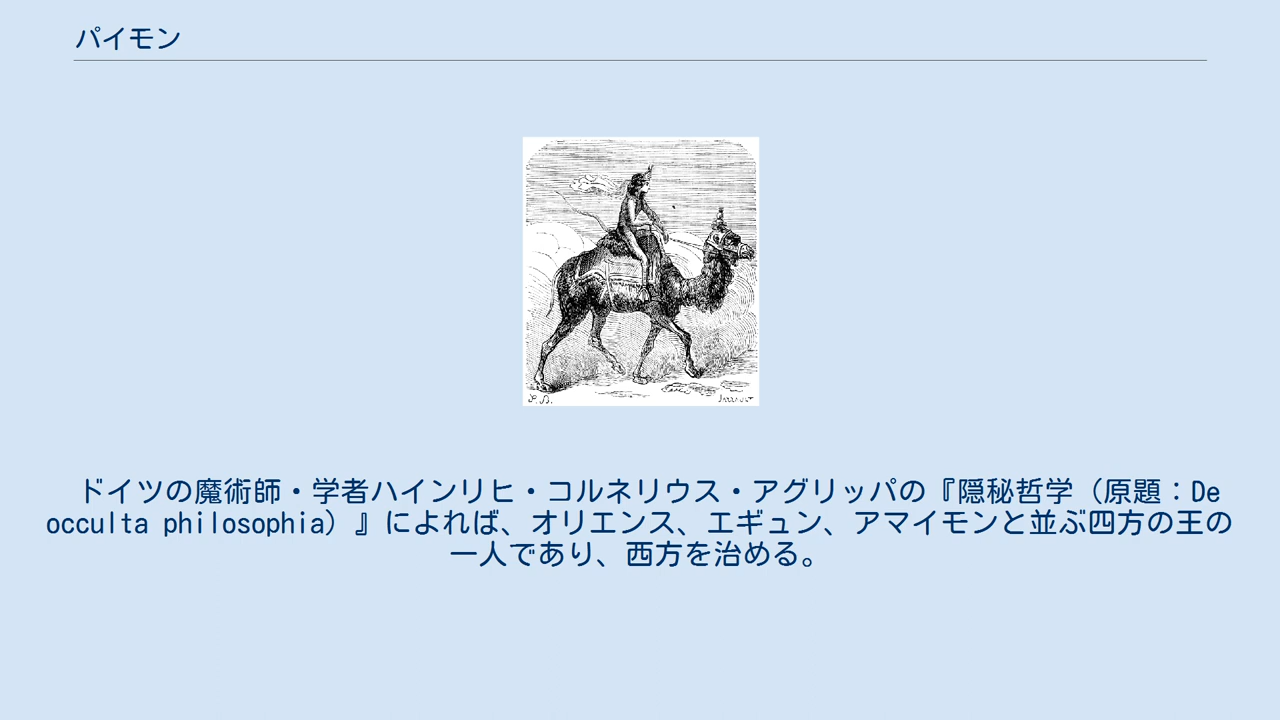 パイモン
ドイツの魔術師・学者ハインリヒ・コルネリウス・アグリッパの『隠秘哲学（原題：De
occulta philosophia）』によれば、オリエンス、エギュン、アマイモンと並ぶ四方の王の
一人であり、西方を治める。